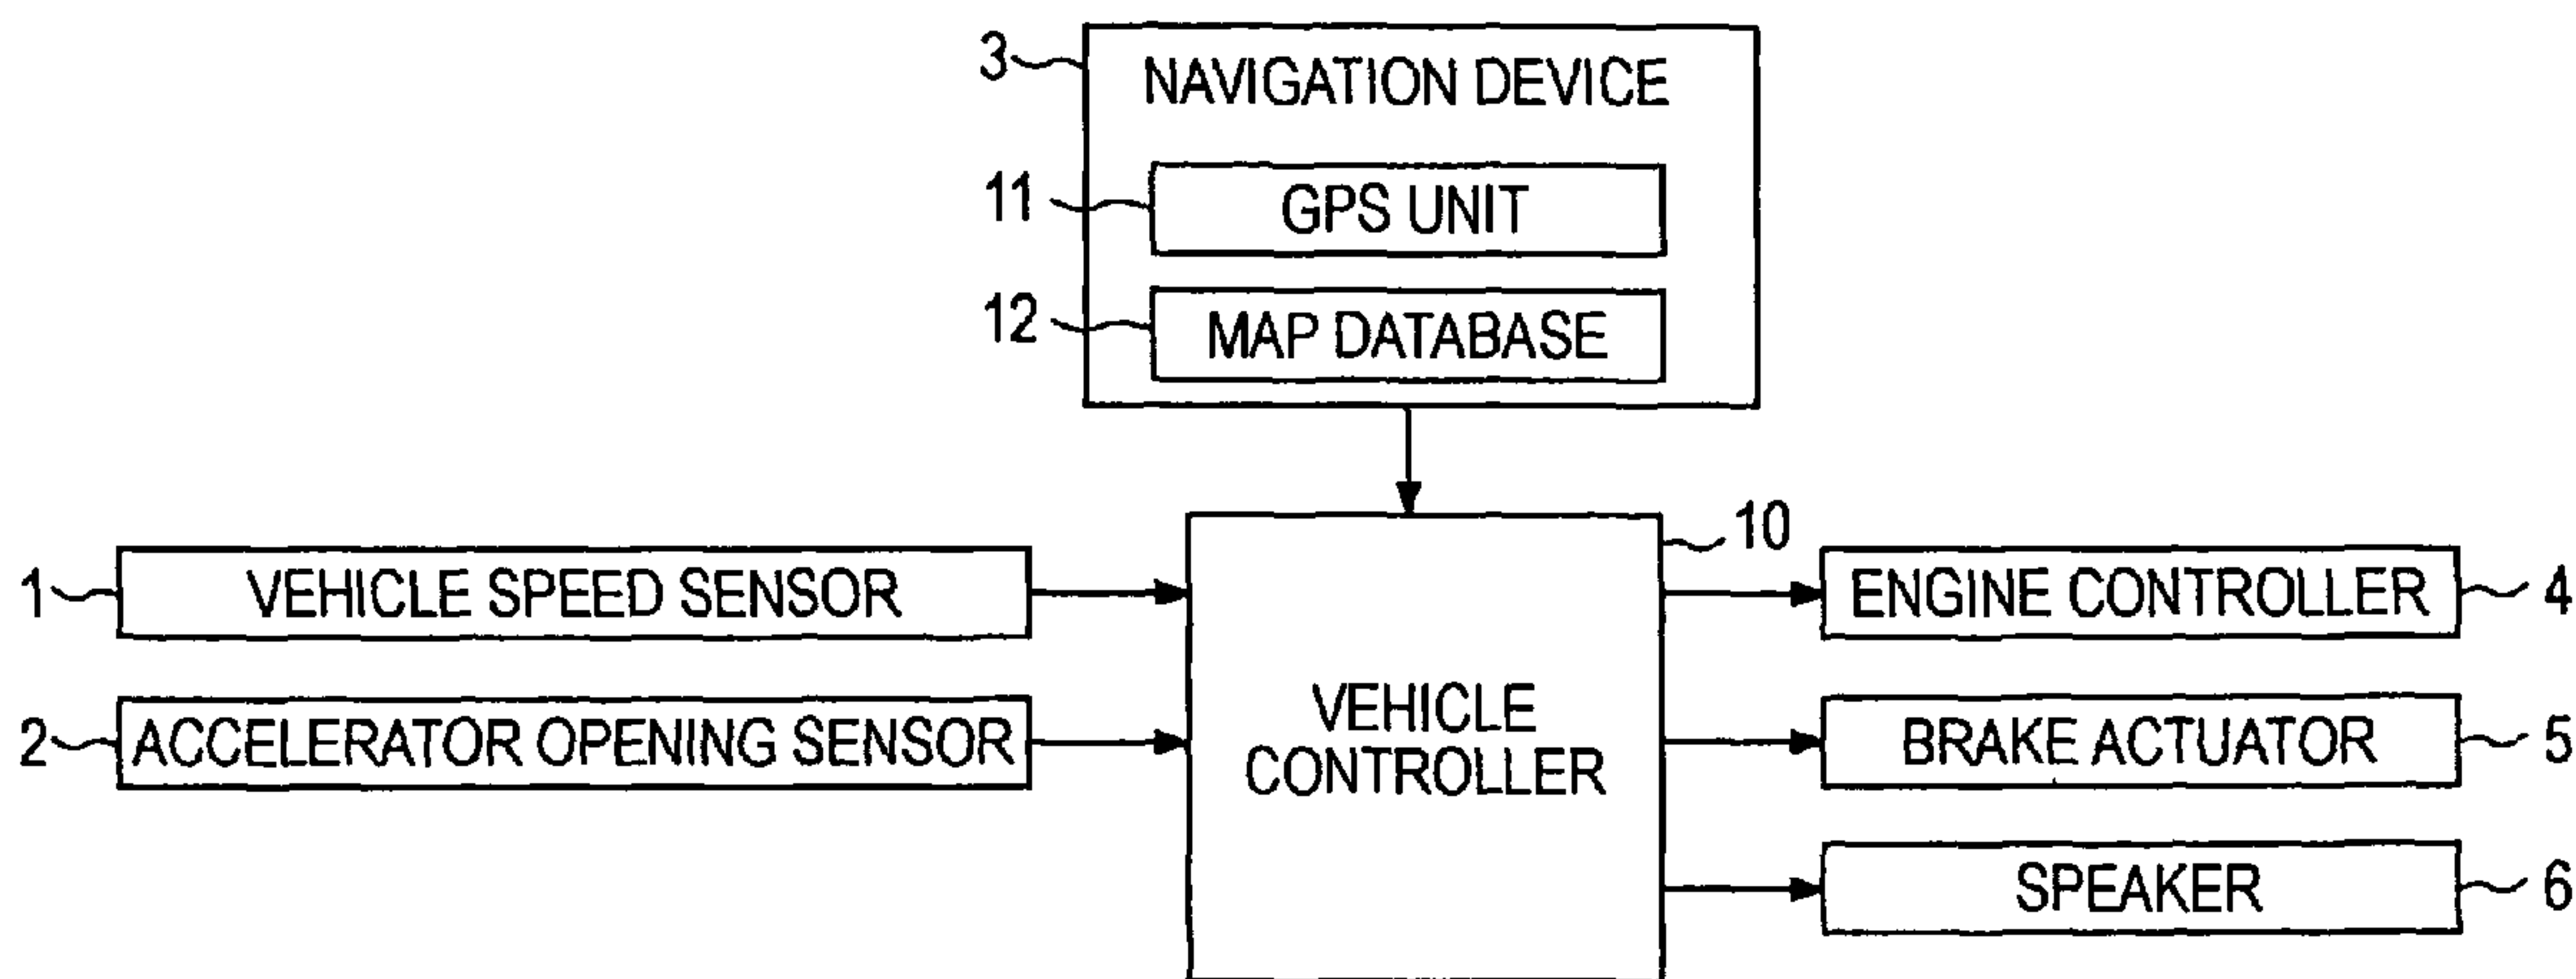 3
NAVIGATION DEVICE
11
GPS UNIT
12
MAP DATABASE
10
1
VEHICLE SPEED SENSOR
ENGINE CONTROLLER
4
2
ACCELERATOR OPENING SENSOR
VEHICLE
CONTROLLER
BRAKE ACTUATOR
5
SPEAKER
6